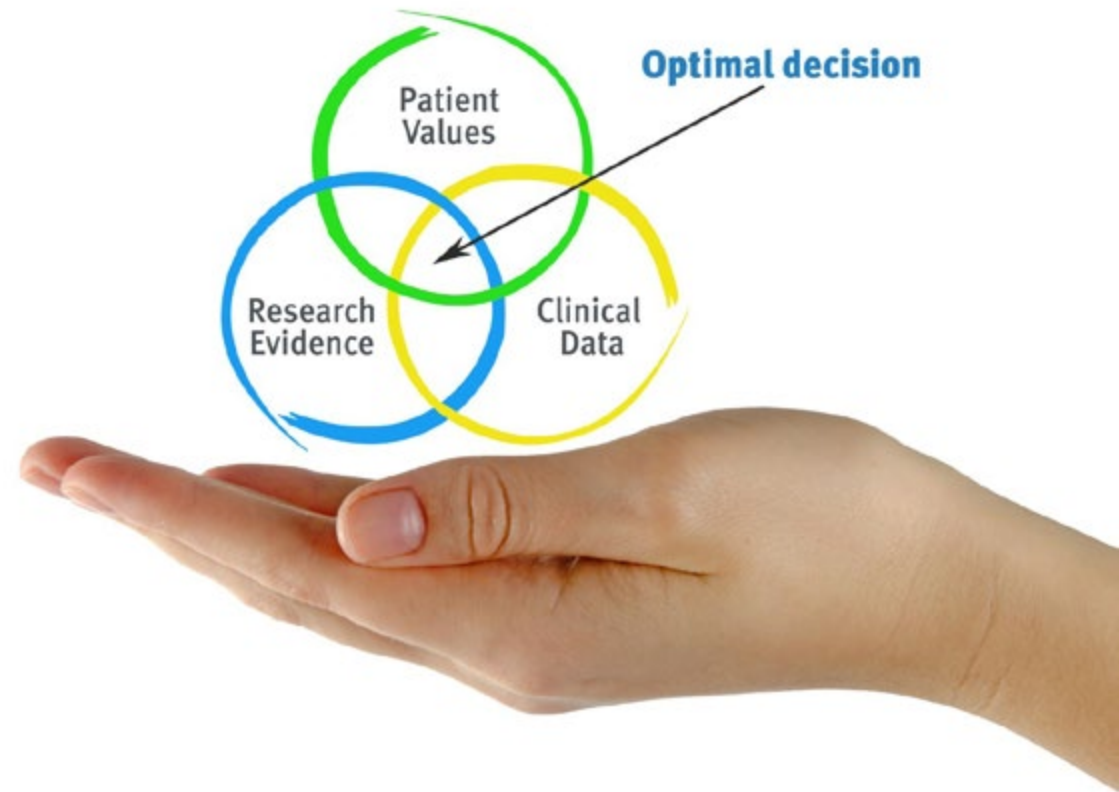 Optimal decision
Patient
Values
Research
Evidence
Clinical
Data